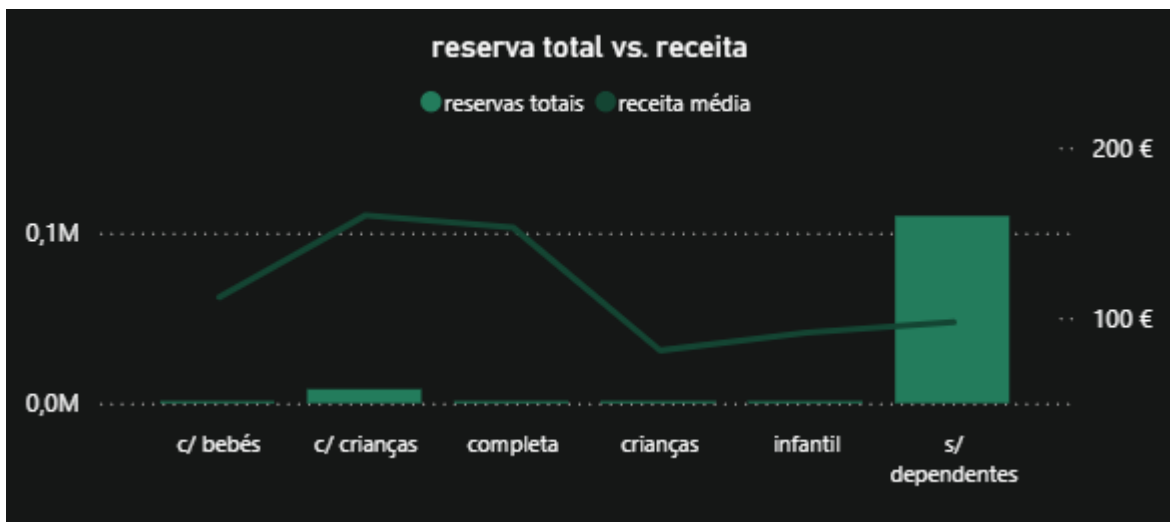 reserva total vs. receita
reservas totais receita média
200 €
0,1M
100 €
0,0M
c/ bebés c/ crianças completa crianças infantil s/
dependentes